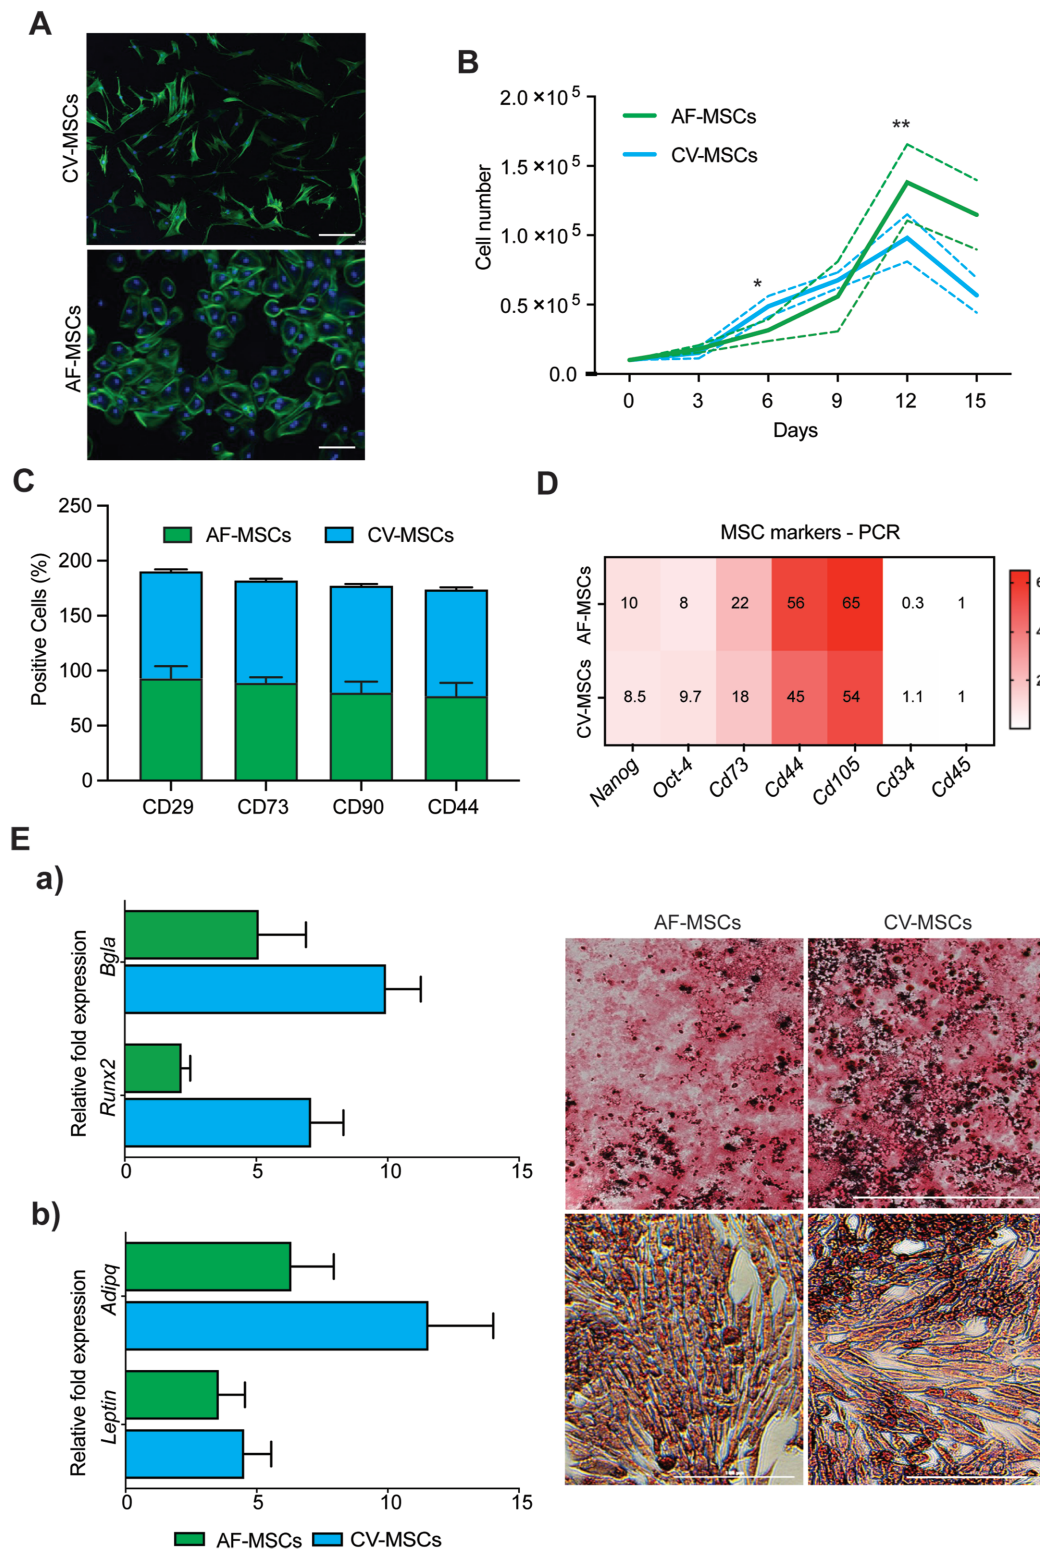 A
CV-MSCs
AF-MSCs
B
Cell number
2.0 ×10⁵
1.5 ×10⁵
1.0 ×10⁵
0.5 ×10⁵
0.0
AF-MSCs
CV-MSCs
*
**
0 3 6 9 12 15
Days
C
Positive Cells (%)
250
200
150
100
50
0
AF-MSCs CV-MSCs
CD29 CD73 CD90 CD44
D
MSC markers - PCR
AF-MSCs
10 8 22 56 65 0.3 1
CV-MSCs
8.5 9.7 18 45 54 1.1 1
Nanog Oct-4 Cd73 Cd44 Cd105 Cd34 Cd45
E
a)
Relative fold expression
Bgla
Runx2
0 5 10 15
b)
Relative fold expression
Adipq
Leptin
0 5 10 15
AF-MSCs CV-MSCs
AF-MSCs CV-MSCs